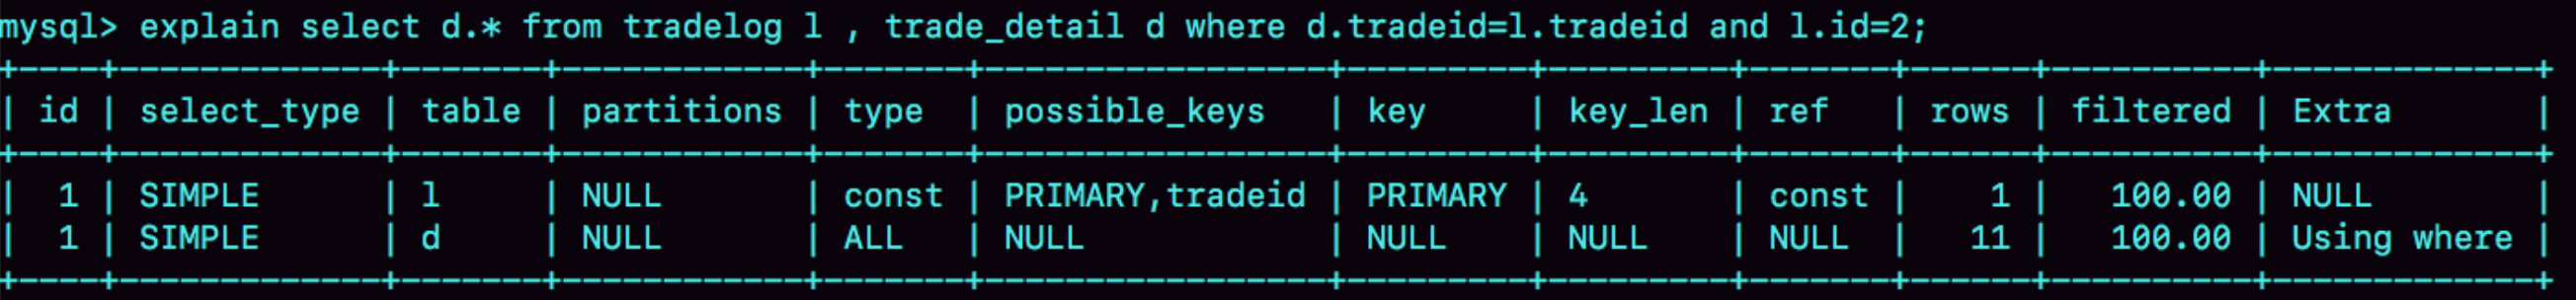 mysql> explain select d.* from tradelog l , trade_detail d where d.tradeid=l.tradeid and l.id=2;
+----+-------------+-------+------------+-------+-----------------+---------+---------+-------+------+----------+-------------+
| id | select_type | table | partitions | type  | possible_keys   | key     | key_len | ref   | rows | filtered | Extra       |
+----+-------------+-------+------------+-------+-----------------+---------+---------+-------+------+----------+-------------+
|  1 | SIMPLE      | l     | NULL       | const | PRIMARY,tradeid | PRIMARY | 4       | const |    1 |   100.00 | NULL        |
|  1 | SIMPLE      | d     | NULL       | ALL   | NULL            | NULL    | NULL    | NULL  |   11 |   100.00 | Using where |
+----+-------------+-------+------------+-------+-----------------+---------+---------+-------+------+----------+-------------+